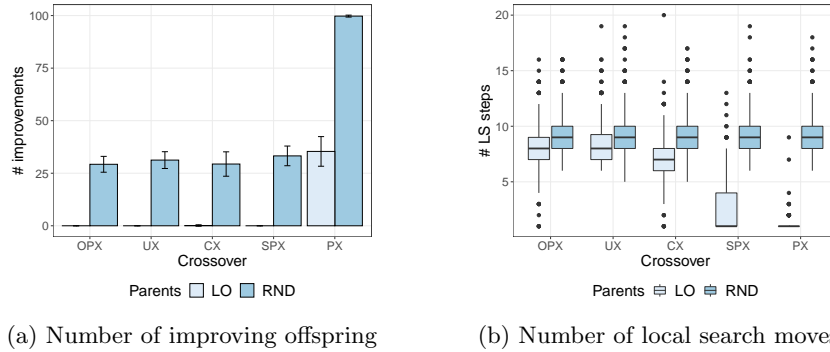 100
75
50
25
0
# improvements
OPX UX CX SPX PX
Crossover
Parents LO RND
(a) Number of improving offspring
20
15
10
5
# LS steps
OPX UX CX SPX PX
Crossover
Parents LO RND
(b) Number of local search move